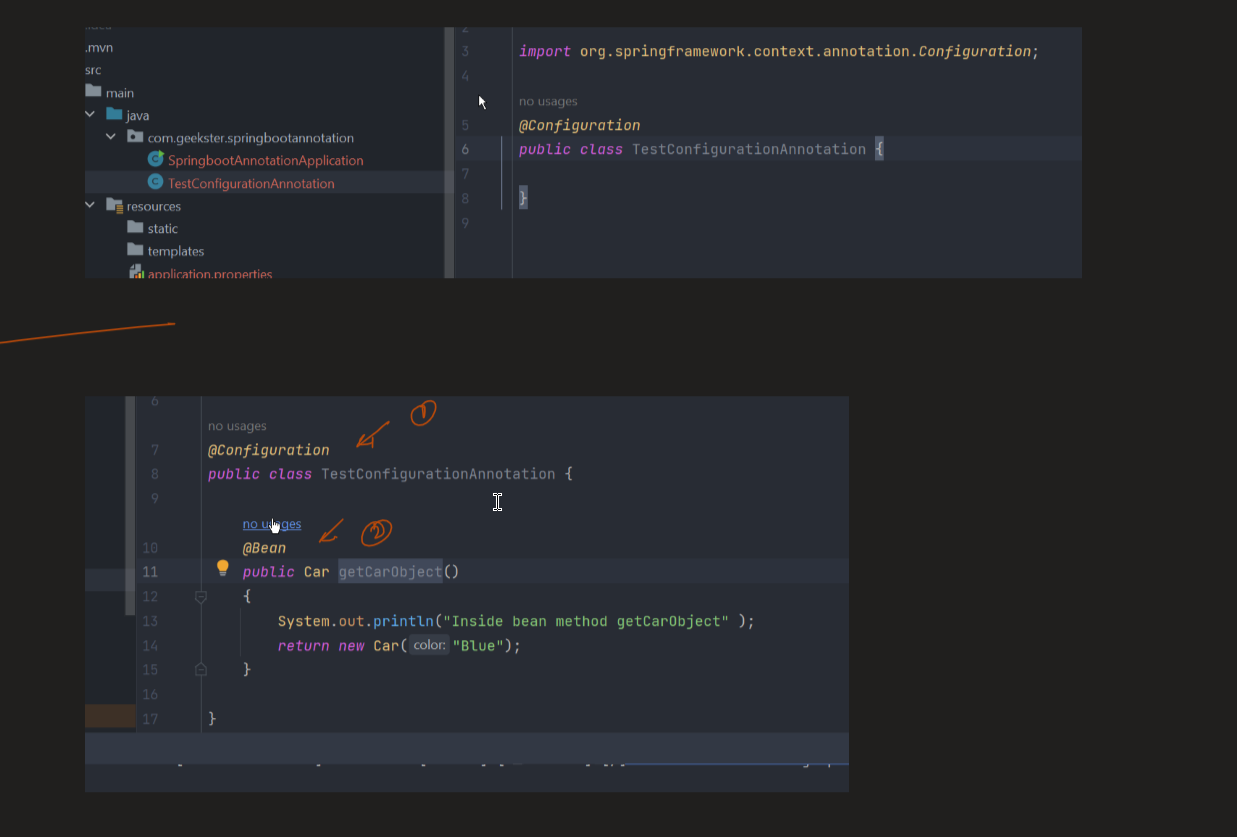 .mvn
src
main
java
com.geekster.springbootannotation
SpringbootAnnotationApplication
TestConfigurationAnnotation
resources
static
templates
application.properties
2
3 import org.springframework.context.annotation.Configuration;
4
no usages
5 @Configuration
6 public class TestConfigurationAnnotation {
7
8 }
9
6
①
no usages
7 @Configuration
8 public class TestConfigurationAnnotation {
9
no usages
②
10 @Bean
11 public Car getCarObject()
12 {
13 System.out.println("Inside bean method getCarObject" );
14 return new Car( color: "Blue");
15 }
16
17 }